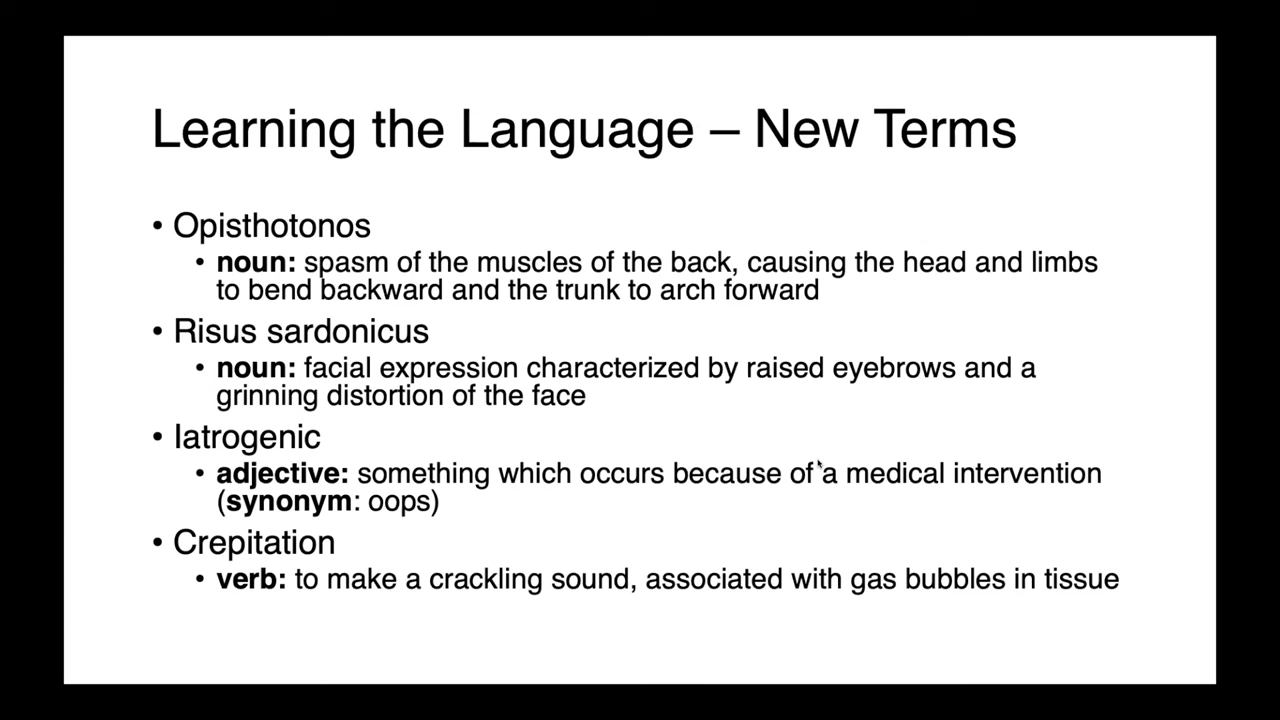 Learning the Language – New Terms
• Opisthotonos
• noun: spasm of the muscles of the back, causing the head and limbs
to bend backward and the trunk to arch forward
• Risus sardonicus
• noun: facial expression characterized by raised eyebrows and a
grinning distortion of the face
• Iatrogenic
• adjective: something which occurs because of a medical intervention
(synonym: oops)
• Crepitation
• verb: to make a crackling sound, associated with gas bubbles in tissue